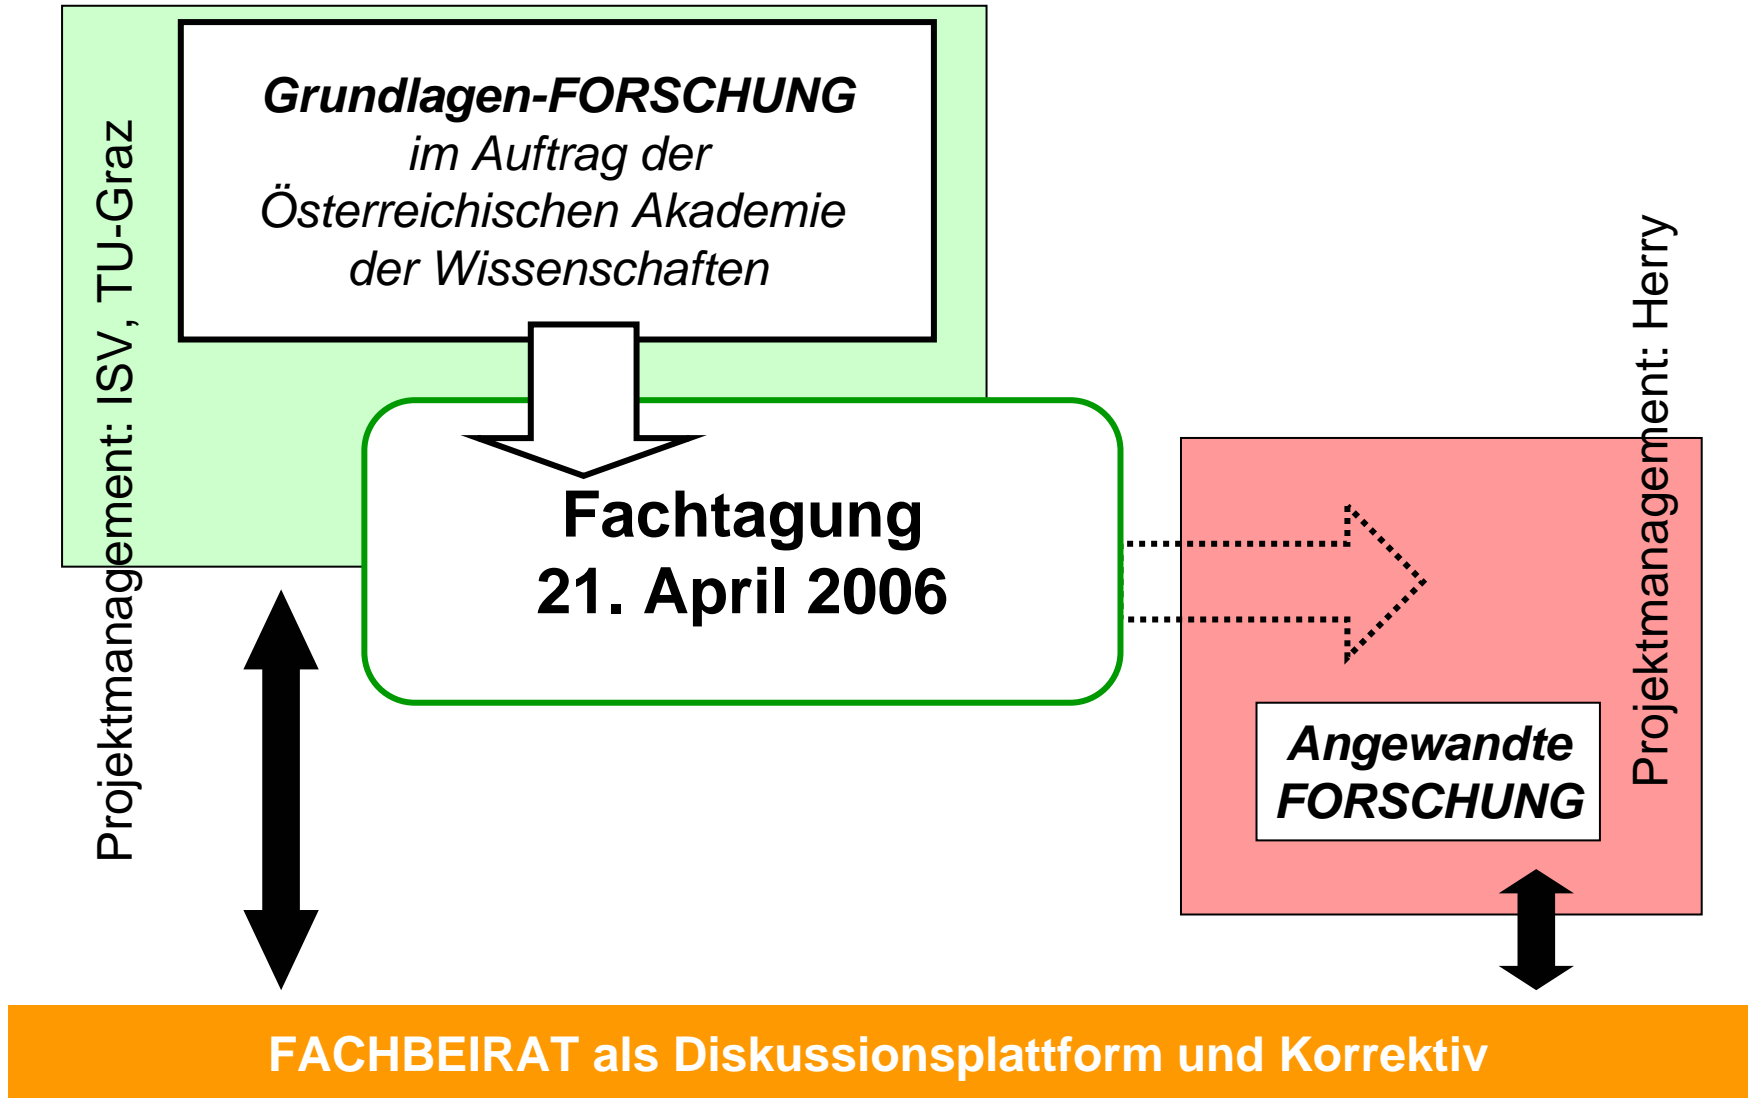 Projektmanagement: ISV, TU-Graz
Grundlagen-FORSCHUNG
im Auftrag der
Österreichischen Akademie
der Wissenschaften
Fachtagung
21. April 2006
Projektmanagement: Herry
Angewandte
FORSCHUNG
FACHBEIRAT als Diskussionsplattform und Korrektiv